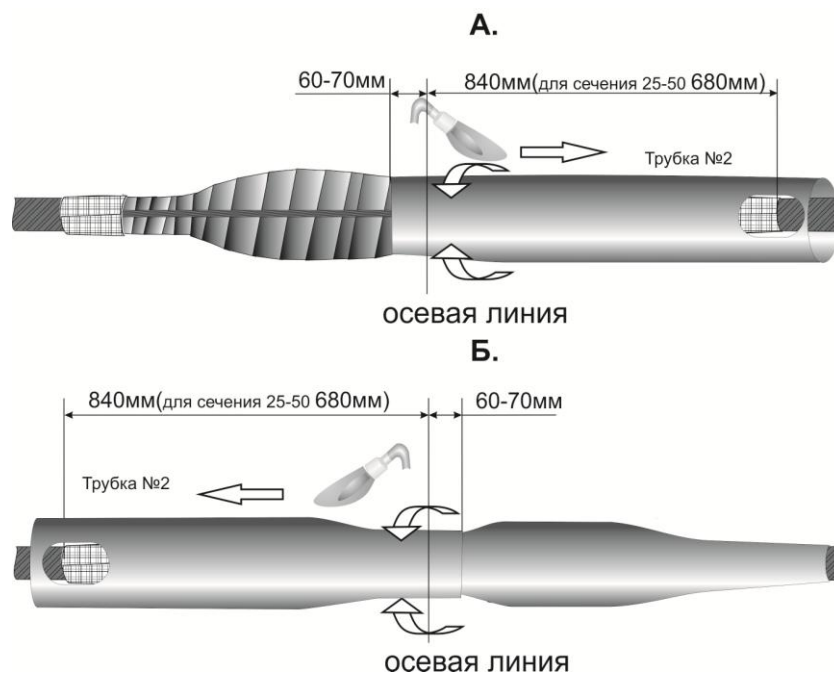 А.
60-70мм
840мм(для сечения 25-50 680мм)
Трубка №2
осевая линия
Б.
840мм(для сечения 25-50 680мм)
60-70мм
Трубка №2
осевая линия